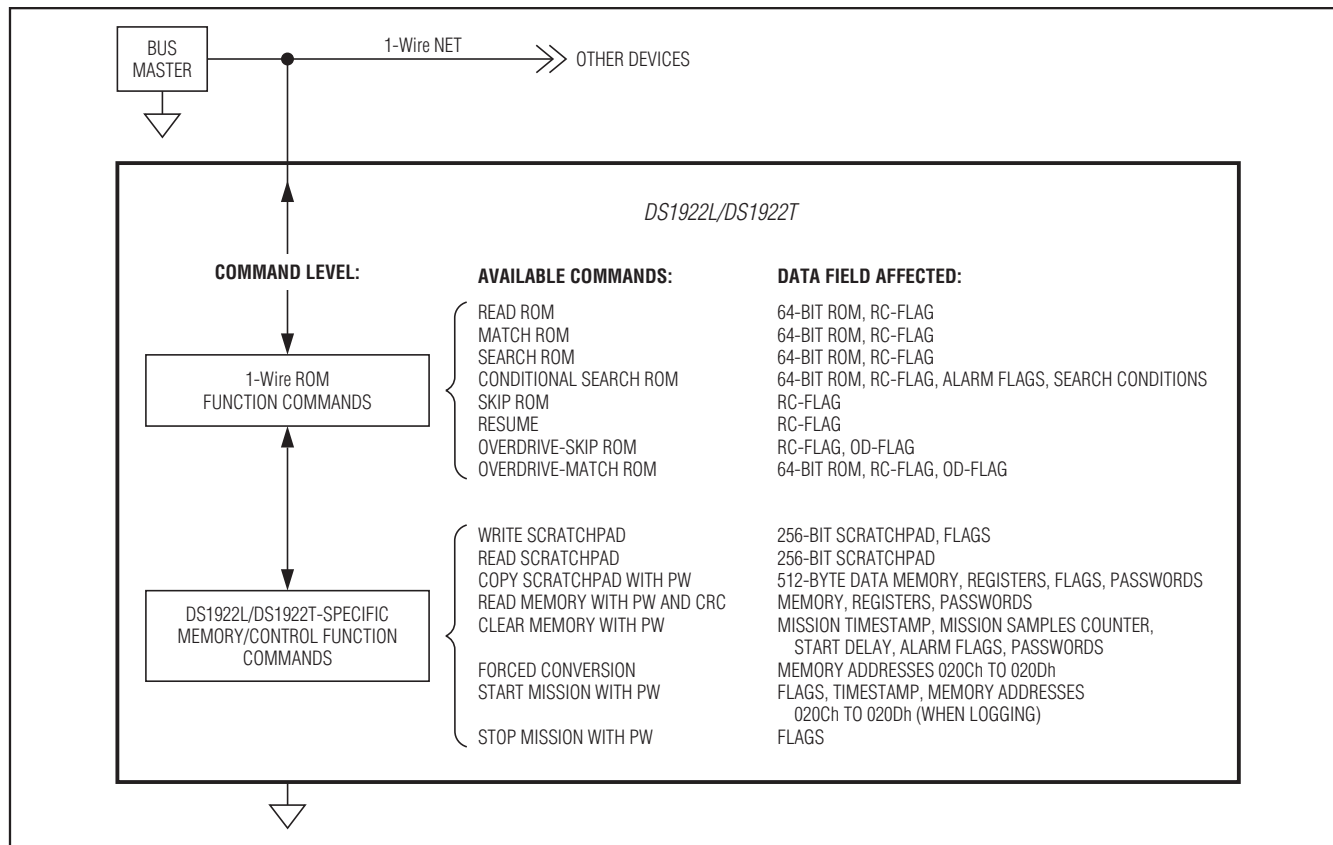 BUS
MASTER
1-Wire NET
OTHER DEVICES
DS1922L/DS1922T
COMMAND LEVEL:
AVAILABLE COMMANDS:
DATA FIELD AFFECTED:
1-Wire ROM
FUNCTION COMMANDS
READ ROM 64-BIT ROM, RC-FLAG
MATCH ROM 64-BIT ROM, RC-FLAG
SEARCH ROM 64-BIT ROM, RC-FLAG
CONDITIONAL SEARCH ROM 64-BIT ROM, RC-FLAG, ALARM FLAGS, SEARCH CONDITIONS
SKIP ROM RC-FLAG
RESUME RC-FLAG
OVERDRIVE-SKIP ROM RC-FLAG, OD-FLAG
OVERDRIVE-MATCH ROM 64-BIT ROM, RC-FLAG, OD-FLAG
DS1922L/DS1922T-SPECIFIC
MEMORY/CONTROL FUNCTION
COMMANDS
WRITE SCRATCHPAD 256-BIT SCRATCHPAD, FLAGS
READ SCRATCHPAD 256-BIT SCRATCHPAD
COPY SCRATCHPAD WITH PW 512-BYTE DATA MEMORY, REGISTERS, FLAGS, PASSWORDS
READ MEMORY WITH PW AND CRC MEMORY, REGISTERS, PASSWORDS
CLEAR MEMORY WITH PW MISSION TIMESTAMP, MISSION SAMPLES COUNTER,
START DELAY, ALARM FLAGS, PASSWORDS
FORCED CONVERSION MEMORY ADDRESSES 020Ch TO 020Dh
START MISSION WITH PW FLAGS, TIMESTAMP, MEMORY ADDRESSES
020Ch TO 020Dh (WHEN LOGGING)
STOP MISSION WITH PW FLAGS